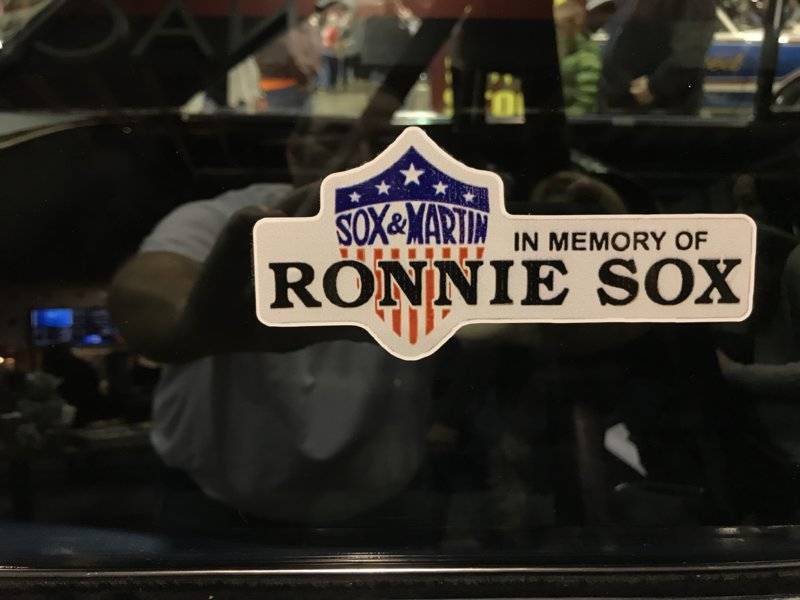 SOX & MARTIN
IN MEMORY OF
RONNIE SOX